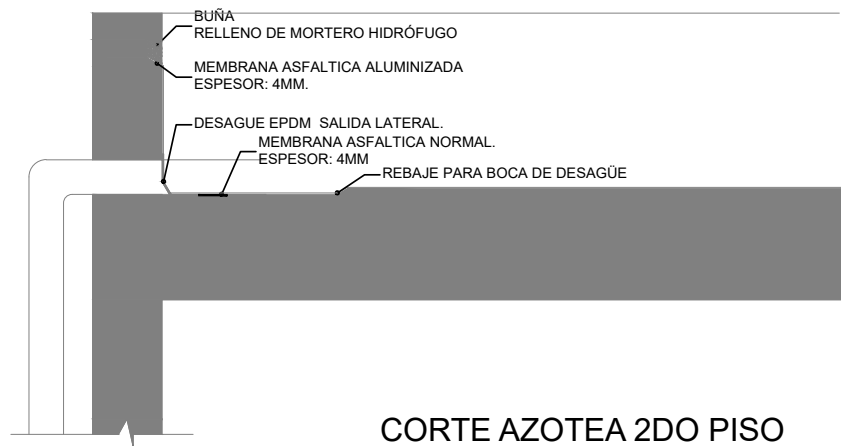 BUÑA
RELLENO DE MORTERO HIDRÓFUGO
MEMBRANA ASFALTICA ALUMINIZADA
ESPESOR: 4MM.
DESAGUE EPDM SALIDA LATERAL.
MEMBRANA ASFALTICA NORMAL.
ESPESOR: 4MM
REBAJE PARA BOCA DE DESAGÜE
CORTE AZOTEA 2DO PISO